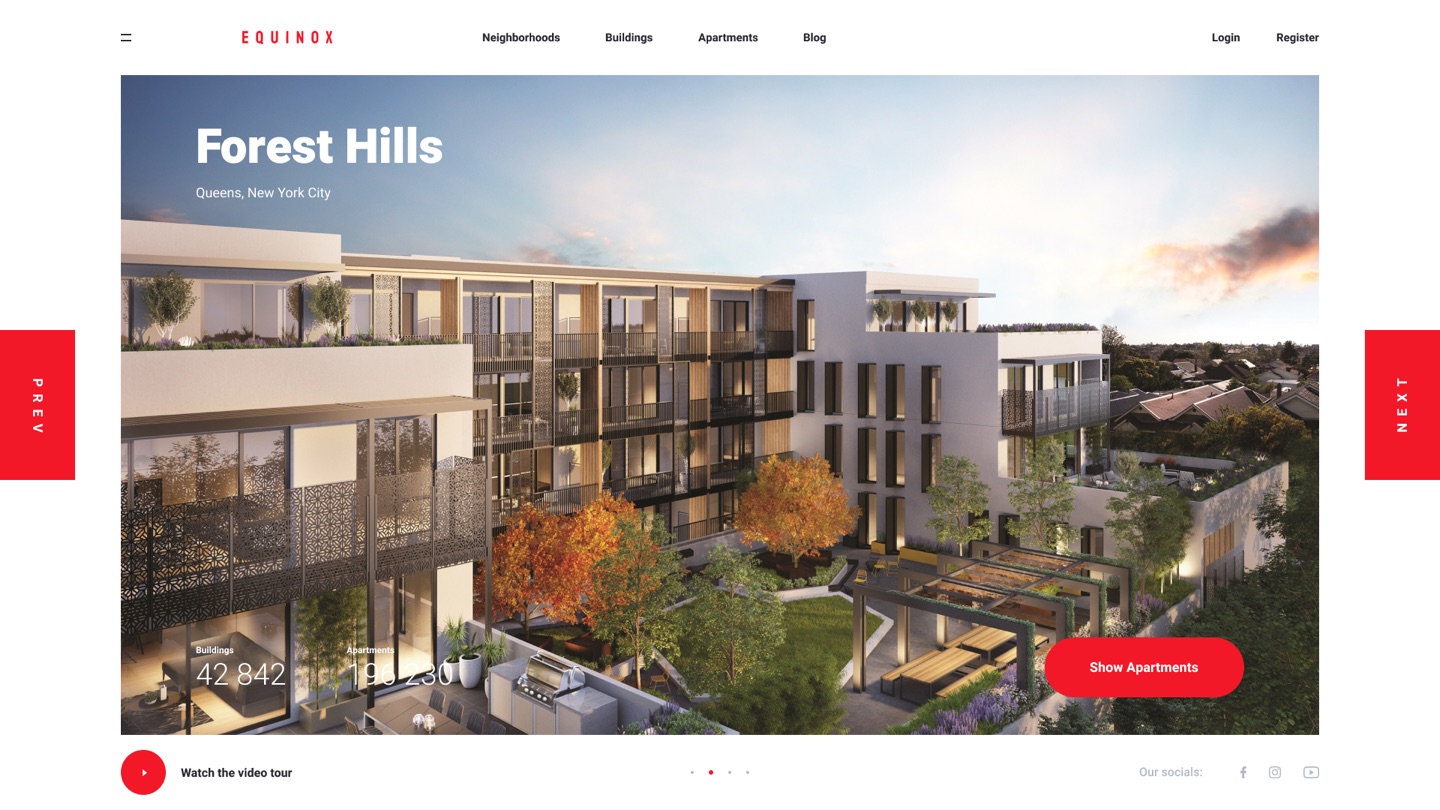 EQUINOX
Neighborhoods
Buildings
Apartments
Blog
Login
Register
Forest Hills
Queens, New York City
PREV
NEXT
Buildings
42 842
Apartments
196 230
Show Apartments
Watch the video tour
Our socials: